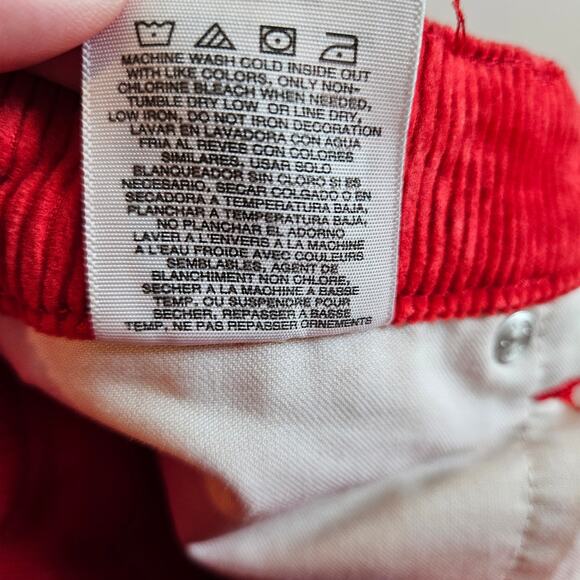 MACHINE WASH COLD INSIDE OUT
WITH LIKE COLORS, ONLY NON-
CHLORINE BLEACH WHEN NEEDED,
TUMBLE DRY LOW OR LINE DRY,
LOW IRON, DO NOT IRON DECORATION
LAVAR EN LAVADORA CON AGUA
FRIA AL REVES CON COLORES
SIMILARES, USAR SOLO
BLANQUEADOR SIN CLORO SI ES
NECESARIO, SECAR COLGADO O EN
SECADORA A TEMPERATURA BAJA,
PLANCHAR A TEMPERATURA BAJA,
NO PLANCHAR EL ADORNO
LAVER A L'ENVERS A LA MACHINE
A L'EAU FROIDE AVEC COULEURS
SEMBLABLES, AGENT DE
BLANCHIMENT NON CHLORE,
SECHER A LA MACHINE A BASSE
TEMP, OU SUSPENDRE POUR
SECHER, REPASSER A BASSE
TEMP, NE PAS REPASSER ORNEMENTS